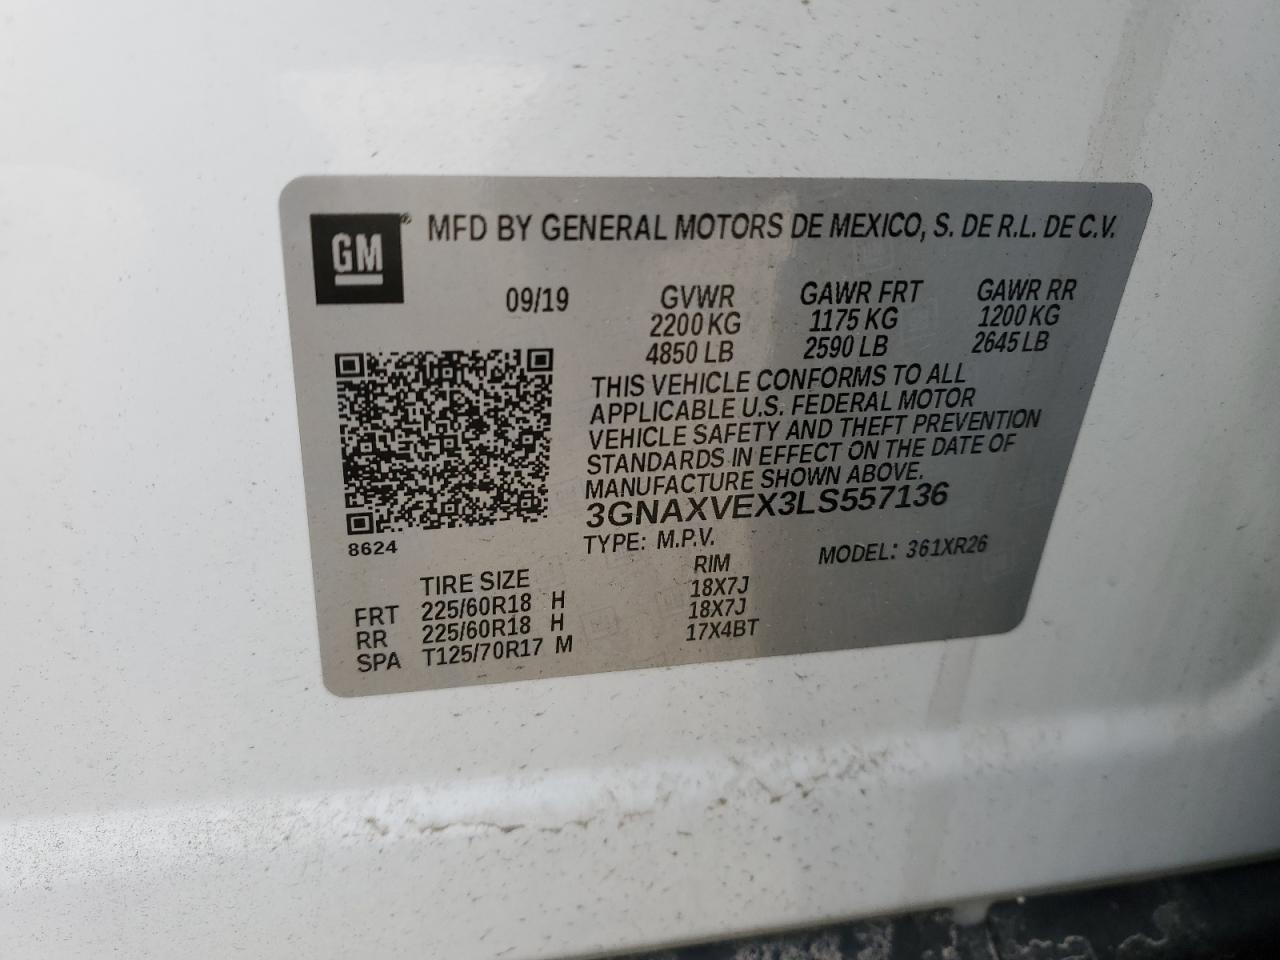 GM® MFD BY GENERAL MOTORS DE MEXICO, S. DE R.L. DE C.V.
09/19 GVWR GAWR FRT GAWR RR
2200 KG 1175 KG 1200 KG
4850 LB 2590 LB 2645 LB
THIS VEHICLE CONFORMS TO ALL
APPLICABLE U.S. FEDERAL MOTOR
VEHICLE SAFETY AND THEFT PREVENTION
STANDARDS IN EFFECT ON THE DATE OF
MANUFACTURE SHOWN ABOVE.
3GNAXVEX3LS557136
8624 TYPE: M.P.V. MODEL: 361XR26
TIRE SIZE RIM
FRT 225/60R18 H 18X7J
RR 225/60R18 H 18X7J
SPA T125/70R17 M 17X4BT